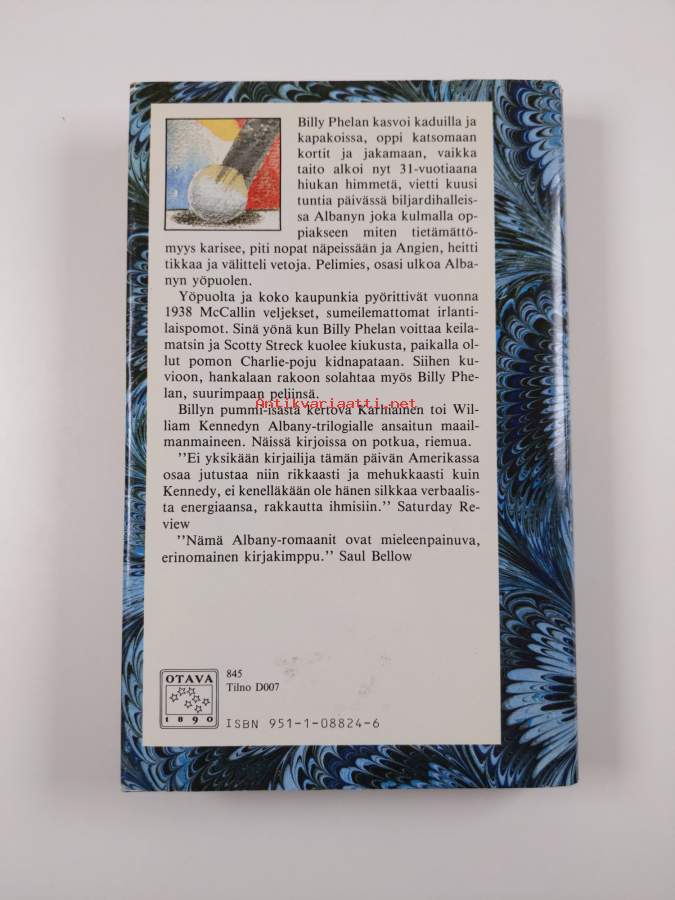 Billy Phelan kasvoi kaduilla ja
kapakoissa, oppi katsomaan
kortit ja jakamaan, vaikka
taito alkoi nyt 31-vuotiaana
hiukan himmetä, vietti kuusi
tuntia päivässä biljardihalleis-
sa Albanyn joka kulmalla op-
piakseen miten tietämättö-
myys karisee, piti nopat näpeissään ja Angien, heitti
tikkaa ja välitteli vetoja. Pelimies, osasi ulkoa Alba-
nyn yöpuolen.
Yöpuolta ja koko kaupunkia pyörittivät vuonna
1938 McCallin veljekset, sumeilemattomat irlanti-
laispomot. Sinä yönä kun Billy Phelan voittaa keila-
matsin ja Scotty Streck kuolee kiukusta, paikalla ol-
lut pomon Charlie-poju kidnapataan. Siihen ku-
vioon, hankalaan rakoon solahtaa myös Billy Phe-
lan, suurimpaan peliinsä.
Antikvariaatti.net
Billyn pummi-isästä kertova Karhiainen toi Wil-
liam Kennedyn Albany-trilogialle ansaitun maail-
manmaineen. Näissä kirjoissa on potkua, riemua.
''Ei yksikään kirjailija tämän päivän Amerikassa
osaa jutustaa niin rikkaasti ja mehukkaasti kuin
Kennedy, ei kenelläkään ole hänen silkkaa verbaalis-
ta energiaansa, rakkautta ihmisiin.'' Saturday Re-
view
''Nämä Albany-romaanit ovat mieleenpainuva,
erinomainen kirjakimppu.'' Saul Bellow
OTAVA
1890
845
Tilno D007
ISBN 951-1-08824-6